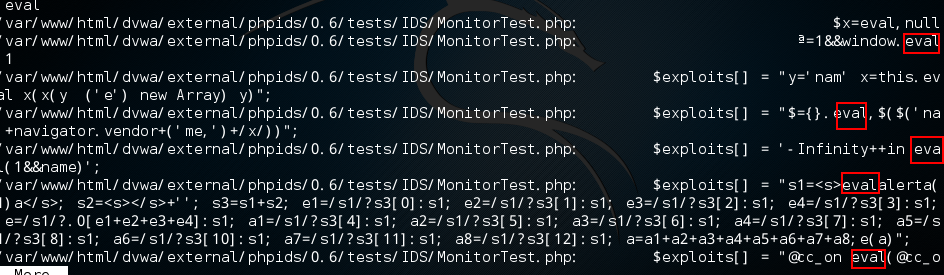 eval
/var/www/html/dvwa/external/phpids/0.6/tests/IDS/MonitorTest.php: $x=eval,null
/var/www/html/dvwa/external/phpids/0.6/tests/IDS/MonitorTest.php: ª=1&&window.eval
1
/var/www/html/dvwa/external/phpids/0.6/tests/IDS/MonitorTest.php: $exploits[] = "y='nam' x=this.ev
al x(x(y ('e') new Array) y)";
/var/www/html/dvwa/external/phpids/0.6/tests/IDS/MonitorTest.php: $exploits[] = "$={}.eval,$($('na
+navigator.vendor+('me,')+/x/))";
/var/www/html/dvwa/external/phpids/0.6/tests/IDS/MonitorTest.php: $exploits[] = '-Infinity++in eva
l(1&&name)';
/var/www/html/dvwa/external/phpids/0.6/tests/IDS/MonitorTest.php: $exploits[] = "s1=<s>evalalerta(
1)a</s>; s2=<s></s>+''; s3=s1+s2; e1=/s1/?s3[0]:s1; e2=/s1/?s3[1]:s1; e3=/s1/?s3[2]:s1; e4=/s1/?s3[3]:s1;
e=/s1/?.0[e1+e2+e3+e4]:s1; a1=/s1/?s3[4]:s1; a2=/s1/?s3[5]:s1; a3=/s1/?s3[6]:s1; a4=/s1/?s3[7]:s1; a5=/s
1/?s3[8]:s1; a6=/s1/?s3[10]:s1; a7=/s1/?s3[11]:s1; a8=/s1/?s3[12]:s1; a=a1+a2+a3+a4+a5+a6+a7+a8;e(a)";
/var/www/html/dvwa/external/phpids/0.6/tests/IDS/MonitorTest.php: $exploits[] = "@cc_on eval(@cc_o
More